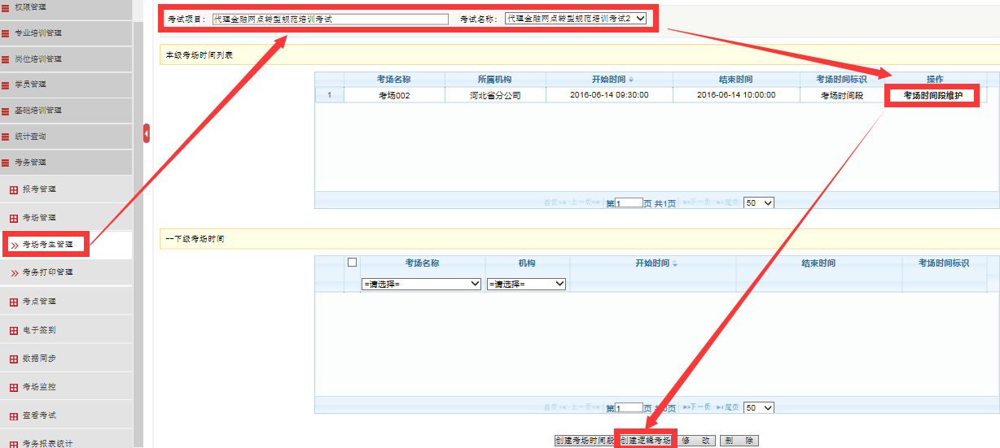 权限管理
专业培训管理
岗位培训管理
学员管理
基础培训管理
统计查询
考务管理
报考管理
考场管理
考场考生管理
考务打印管理
考点管理
电子签到
数据同步
考场监控
查看考试
考务报表统计
考试项目: 代理金融网点转型规范培训考试 考试名称: 代理金融网点转型规范培训考试2
本级考场时间列表
考场名称 所属机构 开始时间 结束时间 考场时间标识 操作
1 考场002 河北省分公司 2016-06-14 09:30:00 2016-06-14 10:00:00 考场时间段 考场时间段维护
首页 上一页 第1页 共1页 下一页 尾页 50
--下级考场时间
考场名称 机构 开始时间 结束时间 考场时间标识
=请选择= =请选择=
首页 上一页 第1页 共0页 下一页 尾页 50
创建考场时间段 创建逻辑考场 修 改 删 除